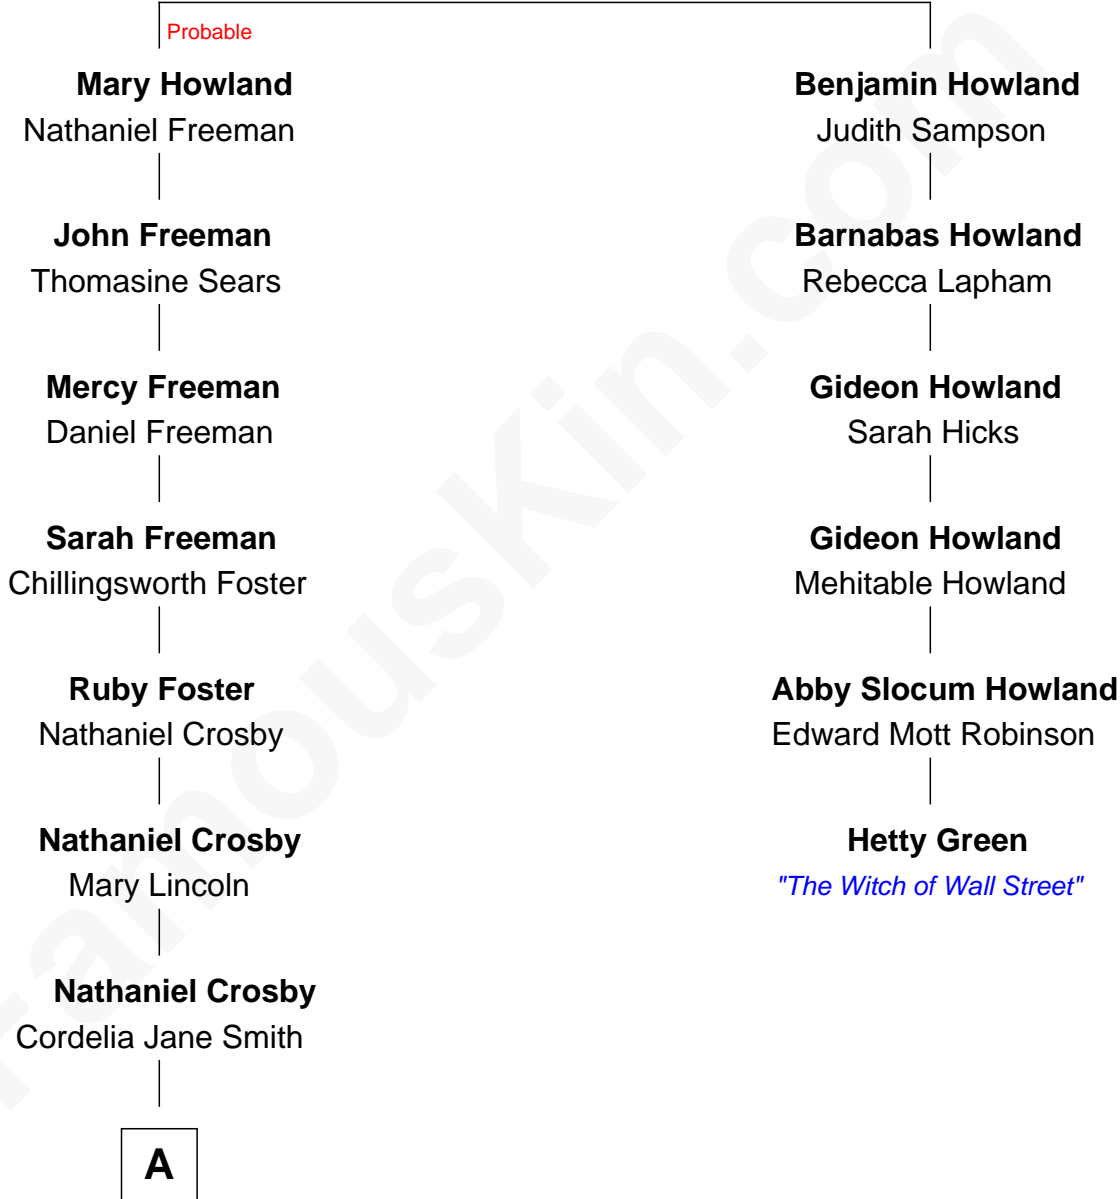 Probable
Mary Howland
Nathaniel Freeman
John Freeman
Thomasine Sears
Mercy Freeman
Daniel Freeman
Sarah Freeman
Chillingsworth Foster
Ruby Foster
Nathaniel Crosby
Nathaniel Crosby
Mary Lincoln
Nathaniel Crosby
Cordelia Jane Smith
A
Benjamin Howland
Judith Sampson
Barnabas Howland
Rebecca Lapham
Gideon Howland
Sarah Hicks
Gideon Howland
Mehitable Howland
Abby Slocum Howland
Edward Mott Robinson
Hetty Green
"The Witch of Wall Street"
FamousKin.com